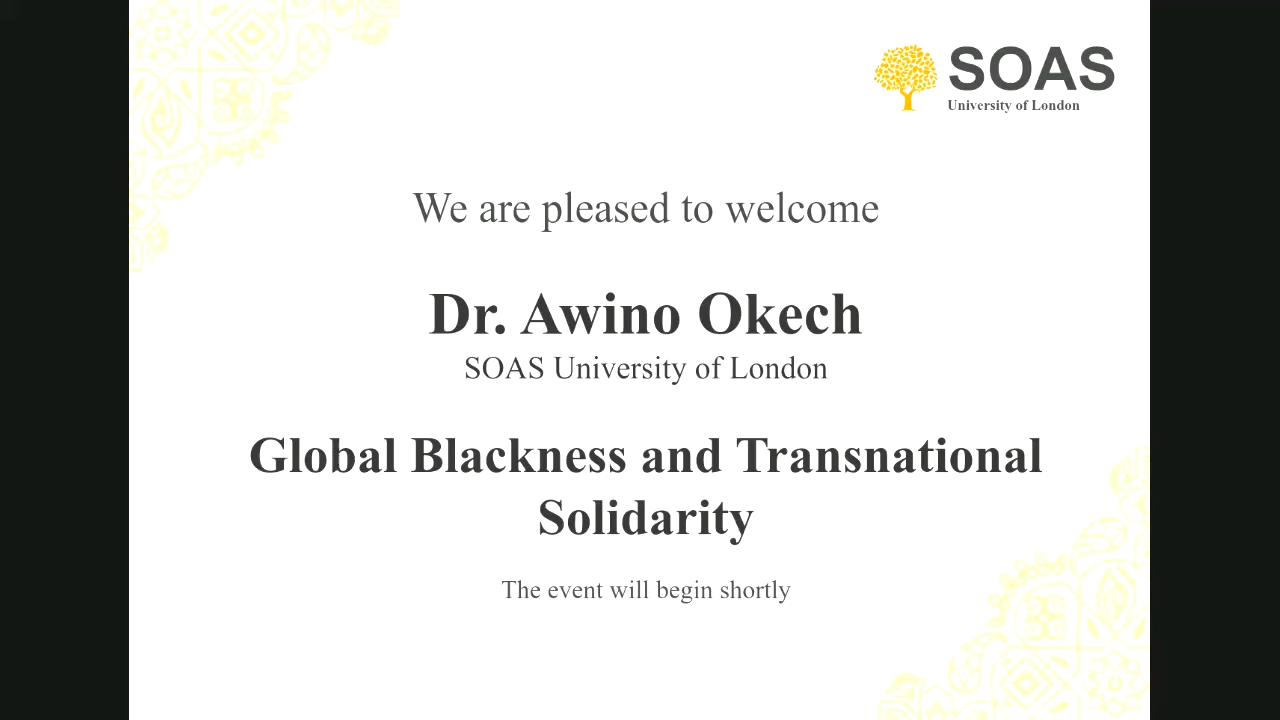 SOAS
University of London
We are pleased to welcome
Dr. Awino Okech
SOAS University of London
Global Blackness and Transnational
Solidarity
The event will begin shortly